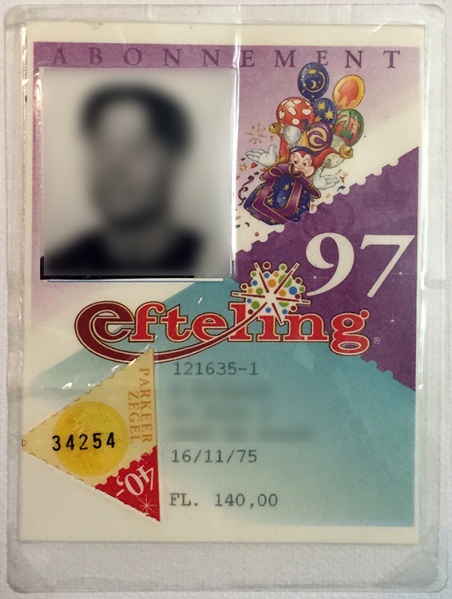 ABONNEMENT
97
efteling®
121635-1
PARKEER
ZEGEL
34254
40,-
16/11/75
FL. 140,00